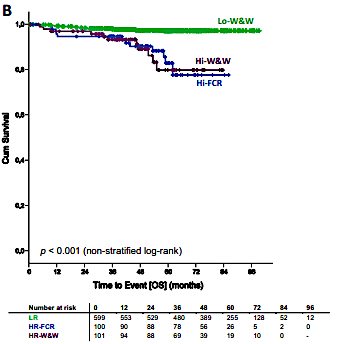 B
Lo-W&W
Hi-W&W
Hi-FCR
1,0
0,8
0,6
0,4
0,2
0,0
Cum Survival
p < 0.001 (non-stratified log-rank)
0 12 24 36 48 60 72 84 96
Time to Event [OS] (months)
Number at risk 0 12 24 36 48 60 72 84 96
LR 599 553 529 480 389 255 128 52 12
HR-FCR 100 90 88 78 56 26 5 2 0
HR-W&W 101 94 88 69 39 19 10 0 -